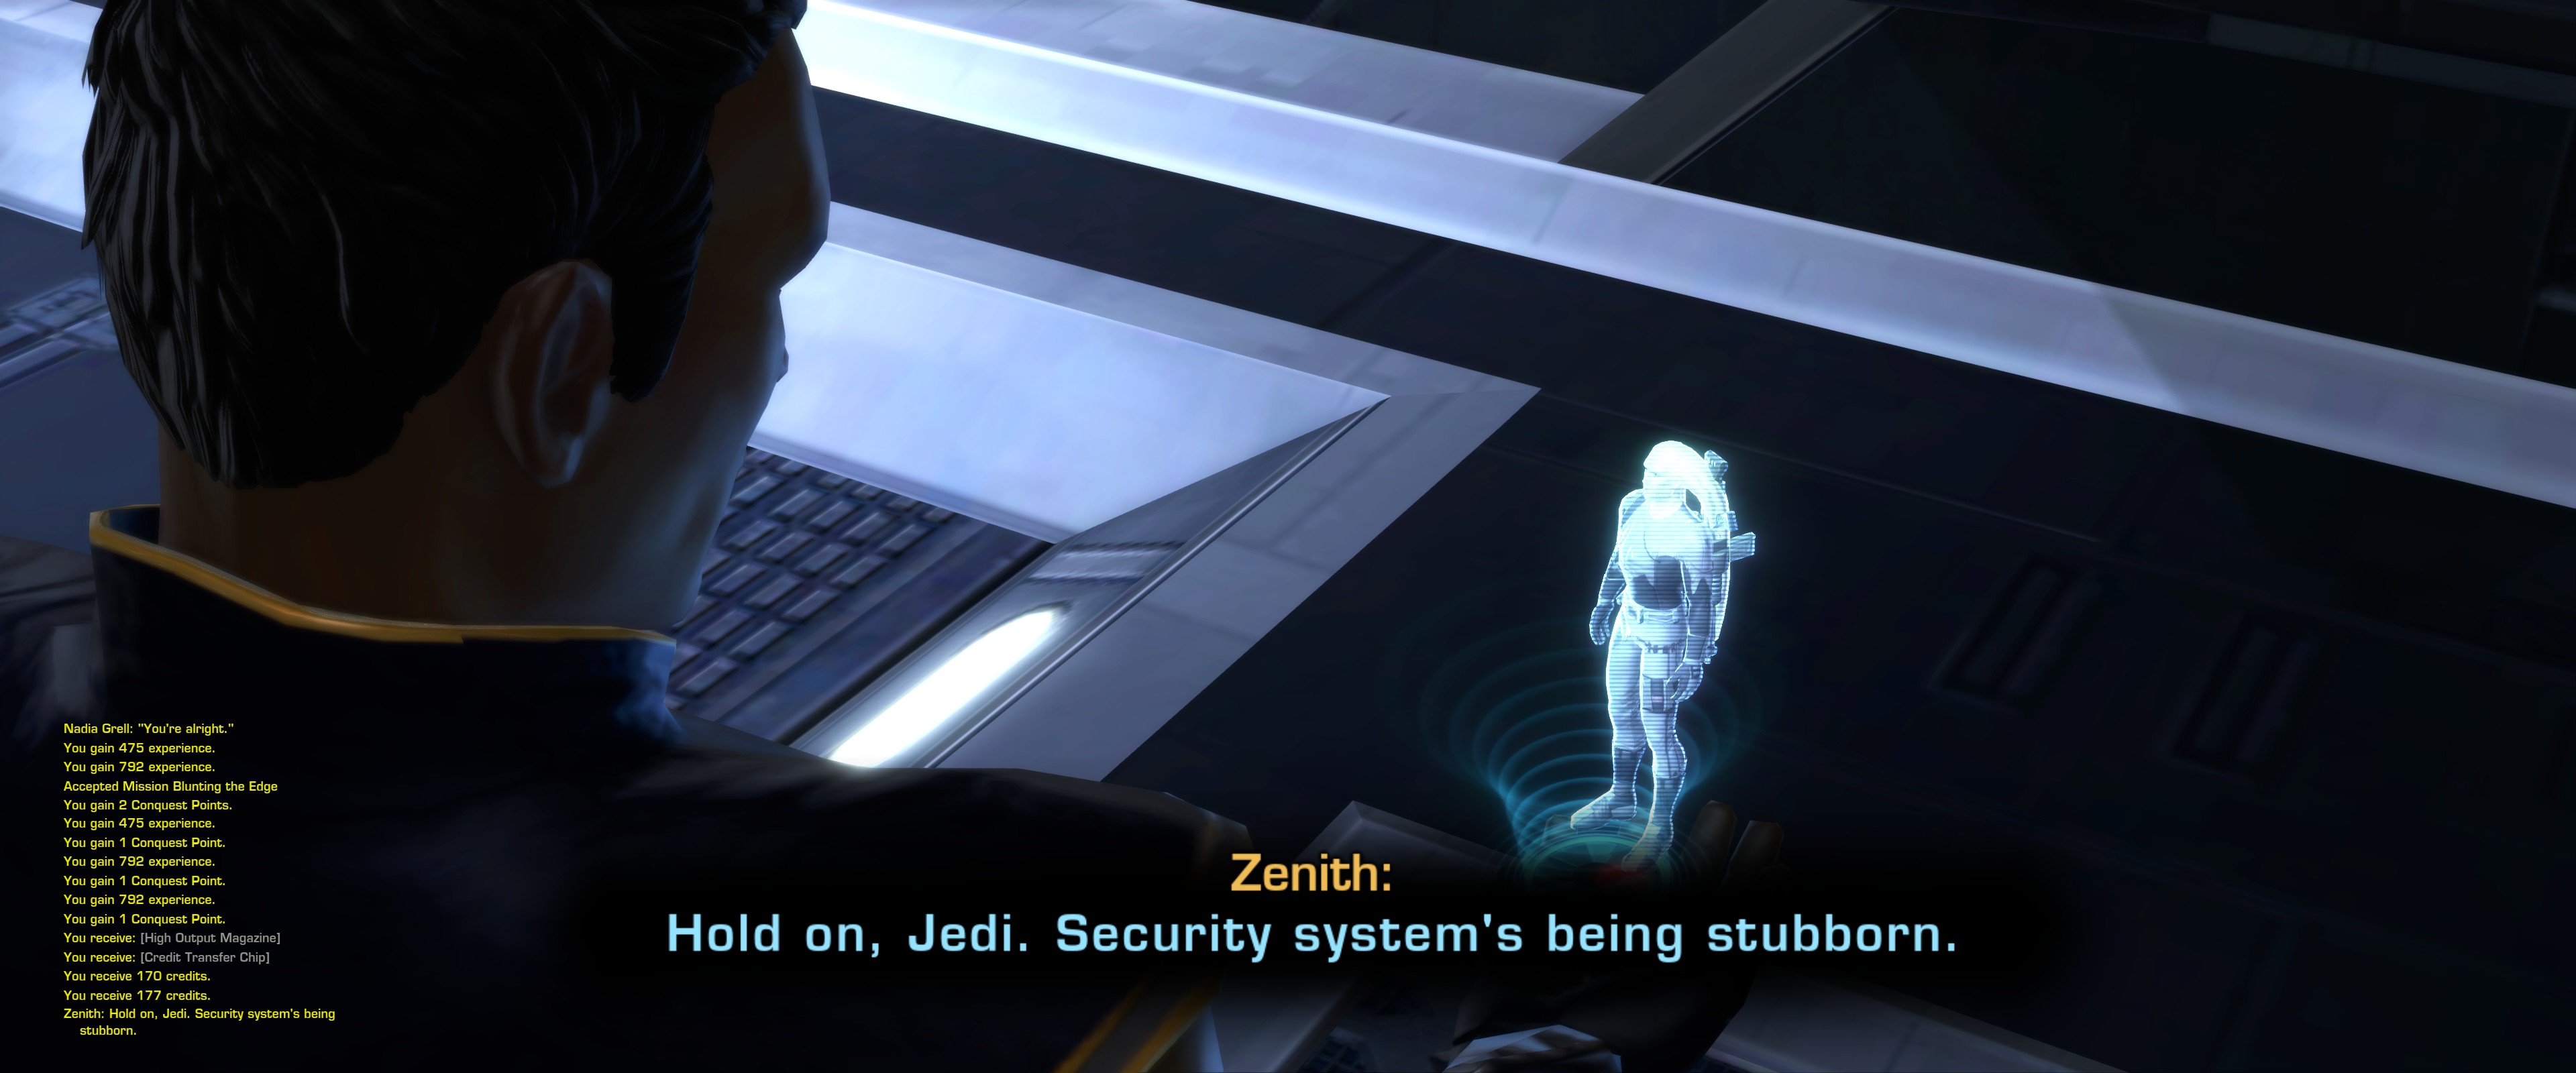 Nadia Grell: "You're alright."
You gain 475 experience.
You gain 792 experience.
Accepted Mission Blunting the Edge
You gain 2 Conquest Points.
You gain 475 experience.
You gain 1 Conquest Point.
You gain 792 experience.
You gain 1 Conquest Point.
You gain 792 experience.
You gain 1 Conquest Point.
You receive: [High Output Magazine]
You receive: [Credit Transfer Chip]
You receive 170 credits.
You receive 177 credits.
Zenith: Hold on, Jedi. Security system's being
stubborn.
Zenith:
Hold on, Jedi. Security system's being stubborn.